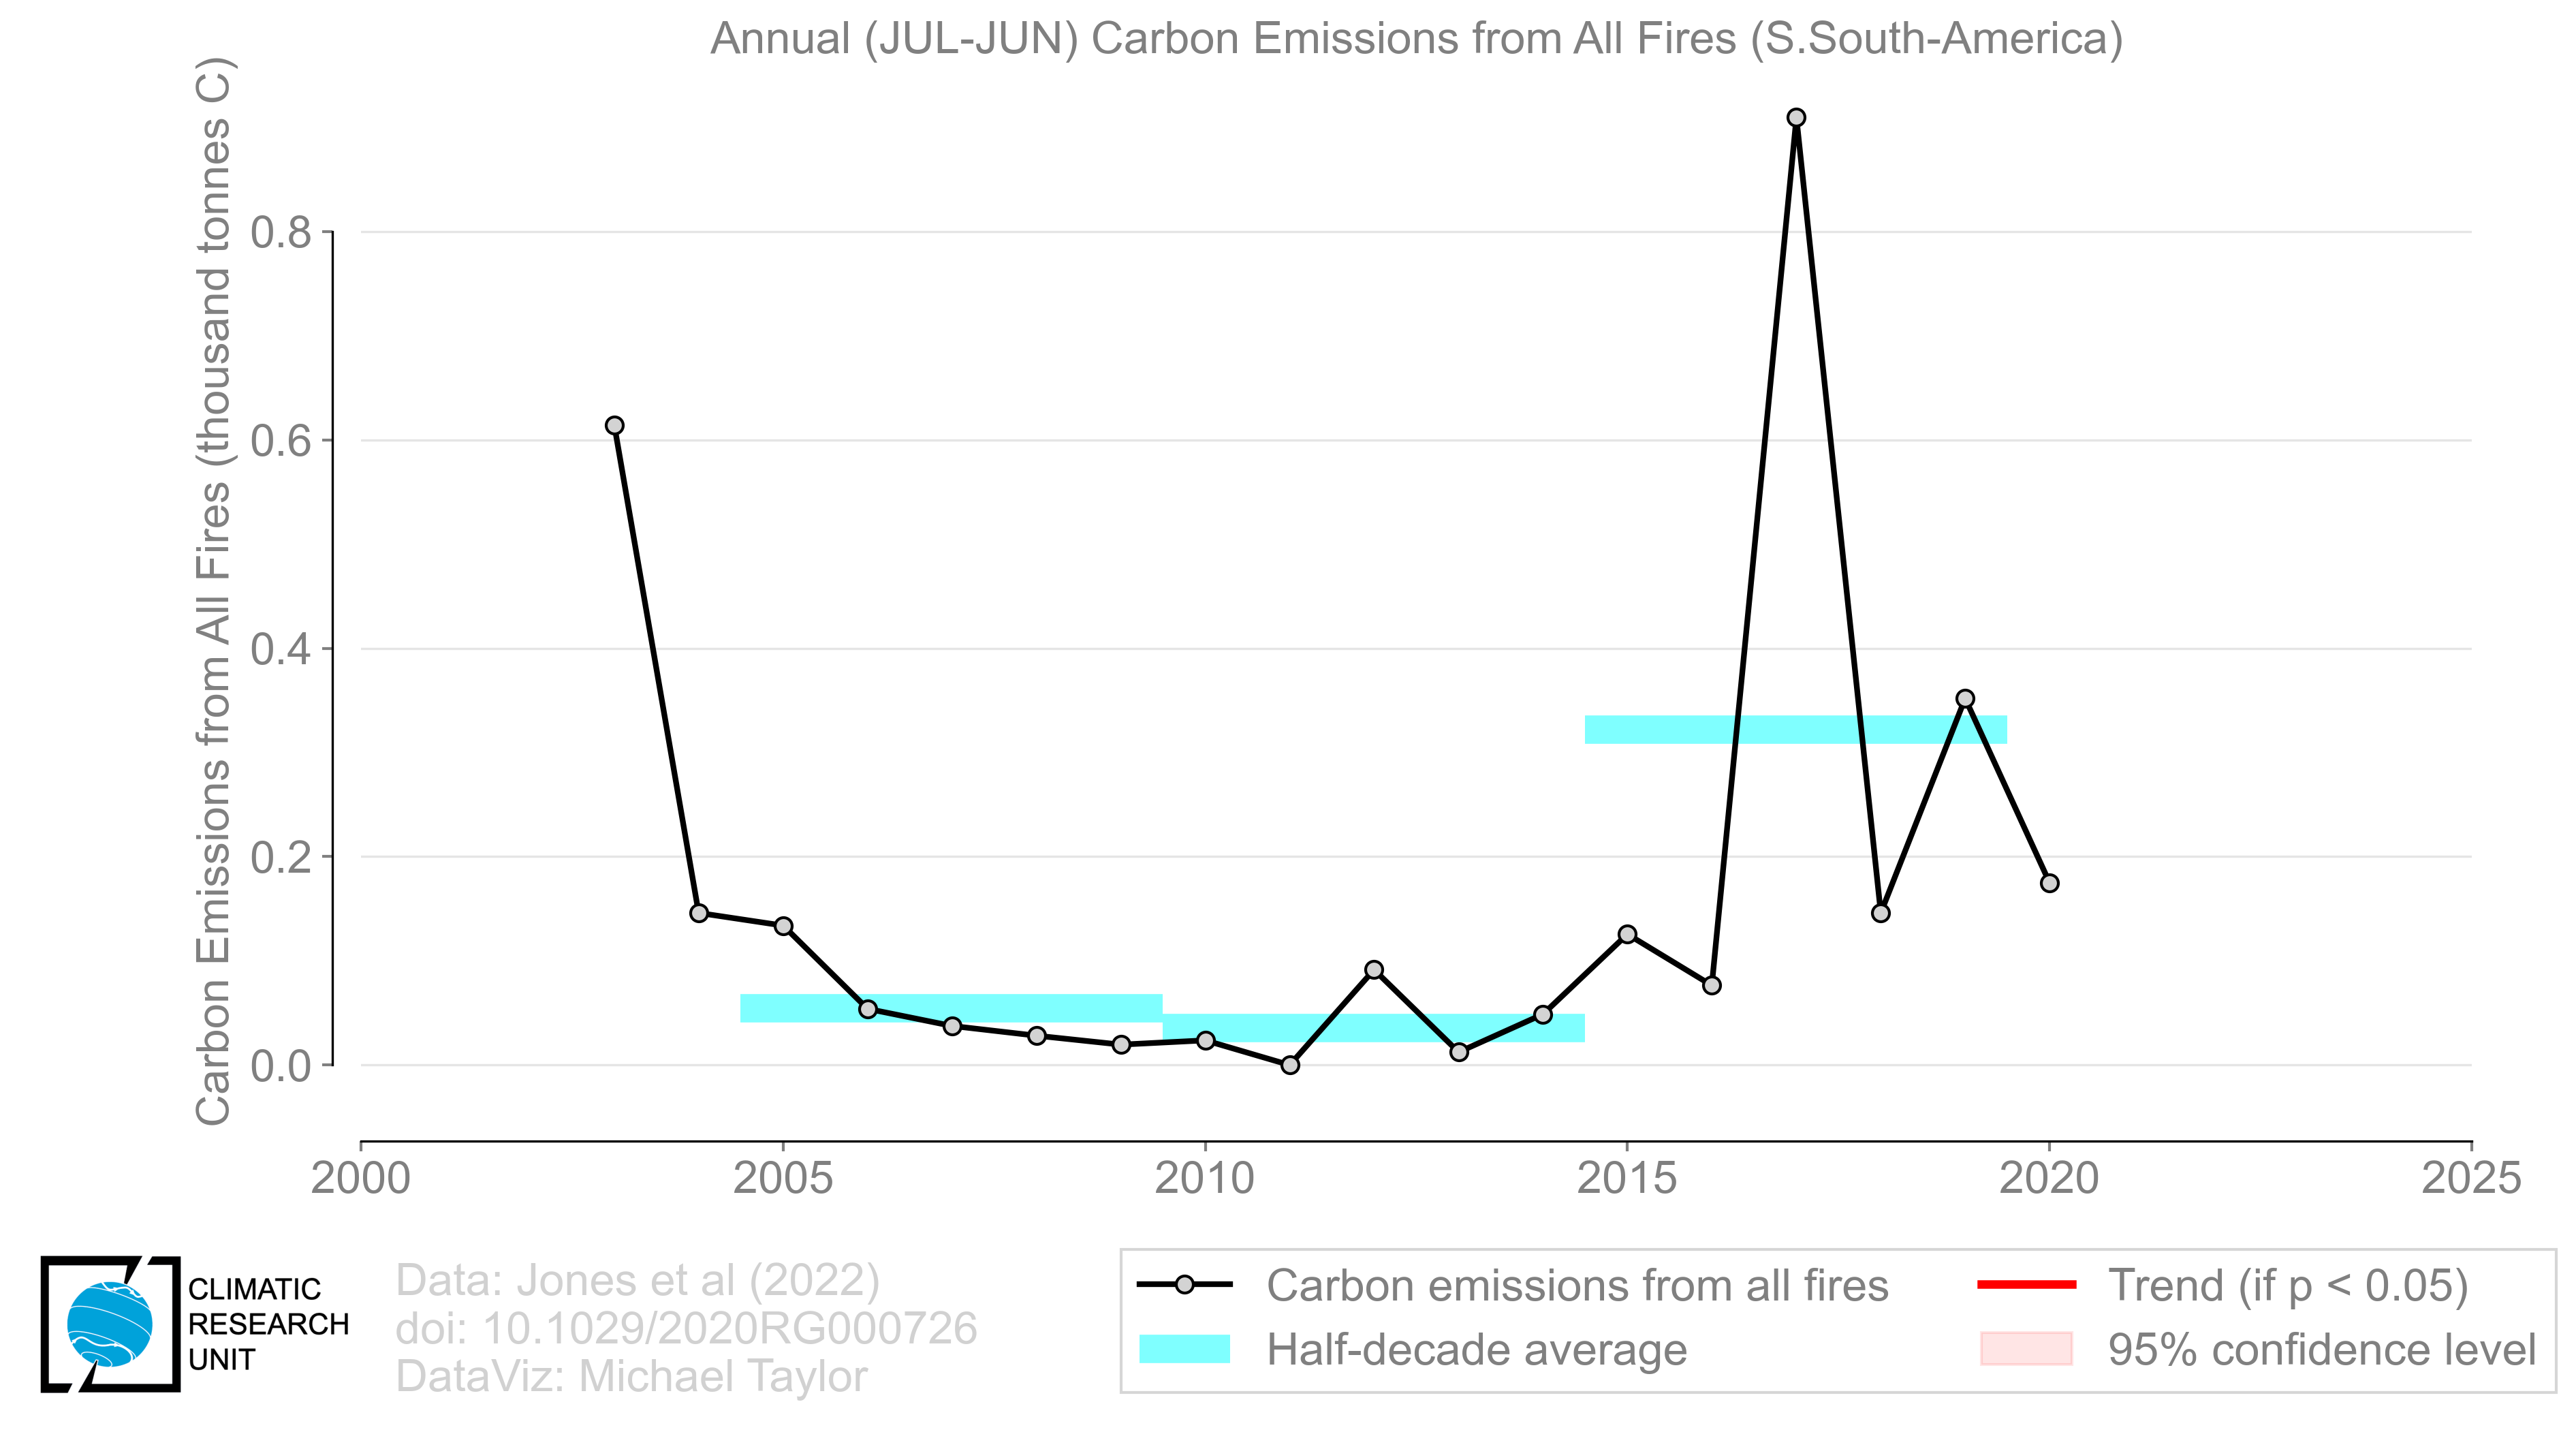 Annual (JUL-JUN) Carbon Emissions from All Fires (S.South-America)
Carbon Emissions from All Fires (thousand tonnes C)
0.8
0.6
0.4
0.2
0.0
2000 2005 2010 2015 2020 2025
CLIMATIC
RESEARCH
UNIT
Data: Jones et al (2022)
doi: 10.1029/2020RG000726
DataViz: Michael Taylor
Carbon emissions from all fires
Half-decade average
Trend (if p < 0.05)
95% confidence level